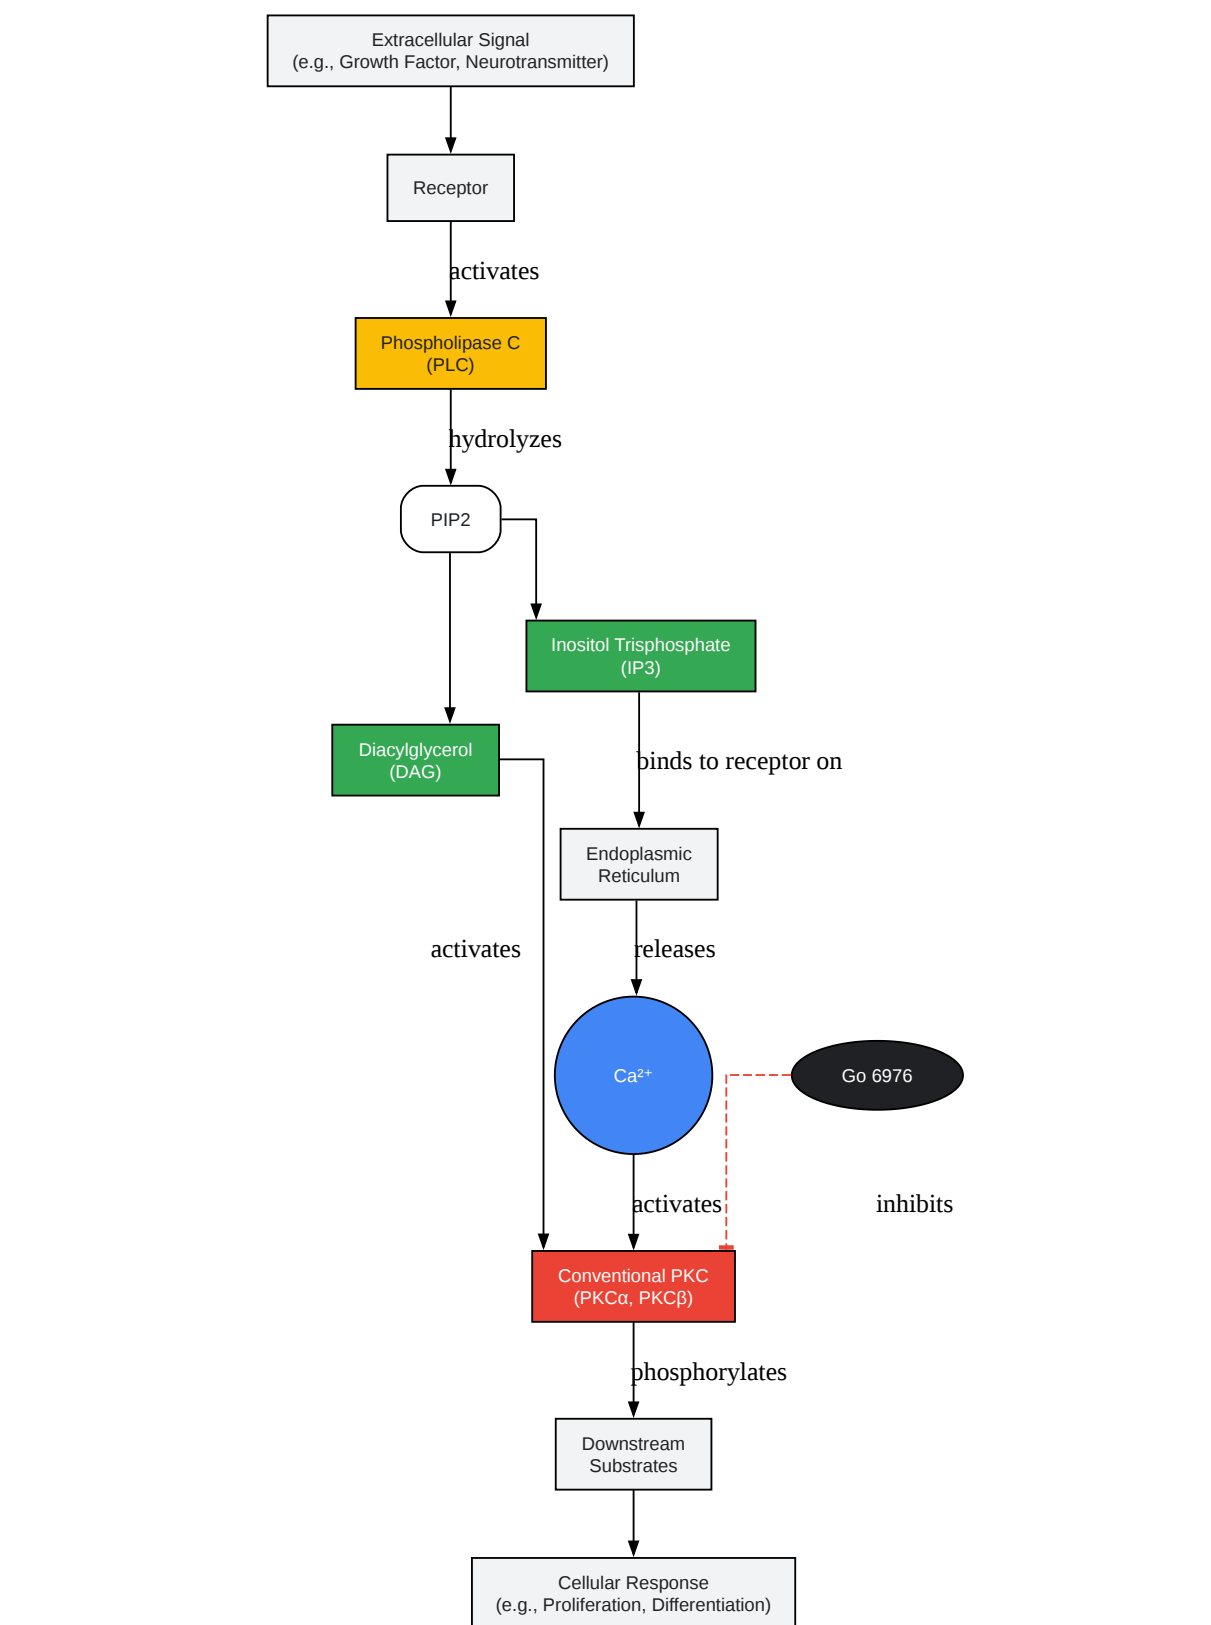 Extracellular Signal
(e.g., Growth Factor, Neurotransmitter)
Receptor
activates
Phospholipase C
(PLC)
hydrolyzes
PIP2
Inositol Trisphosphate
(IP3)
Diacylglycerol
(DAG)
binds to receptor on
Endoplasmic
Reticulum
activates
releases
Ca²⁺
Go 6976
activates
inhibits
Conventional PKC
(PKCα, PKCβ)
phosphorylates
Downstream
Substrates
Cellular Response
(e.g., Proliferation, Differentiation)